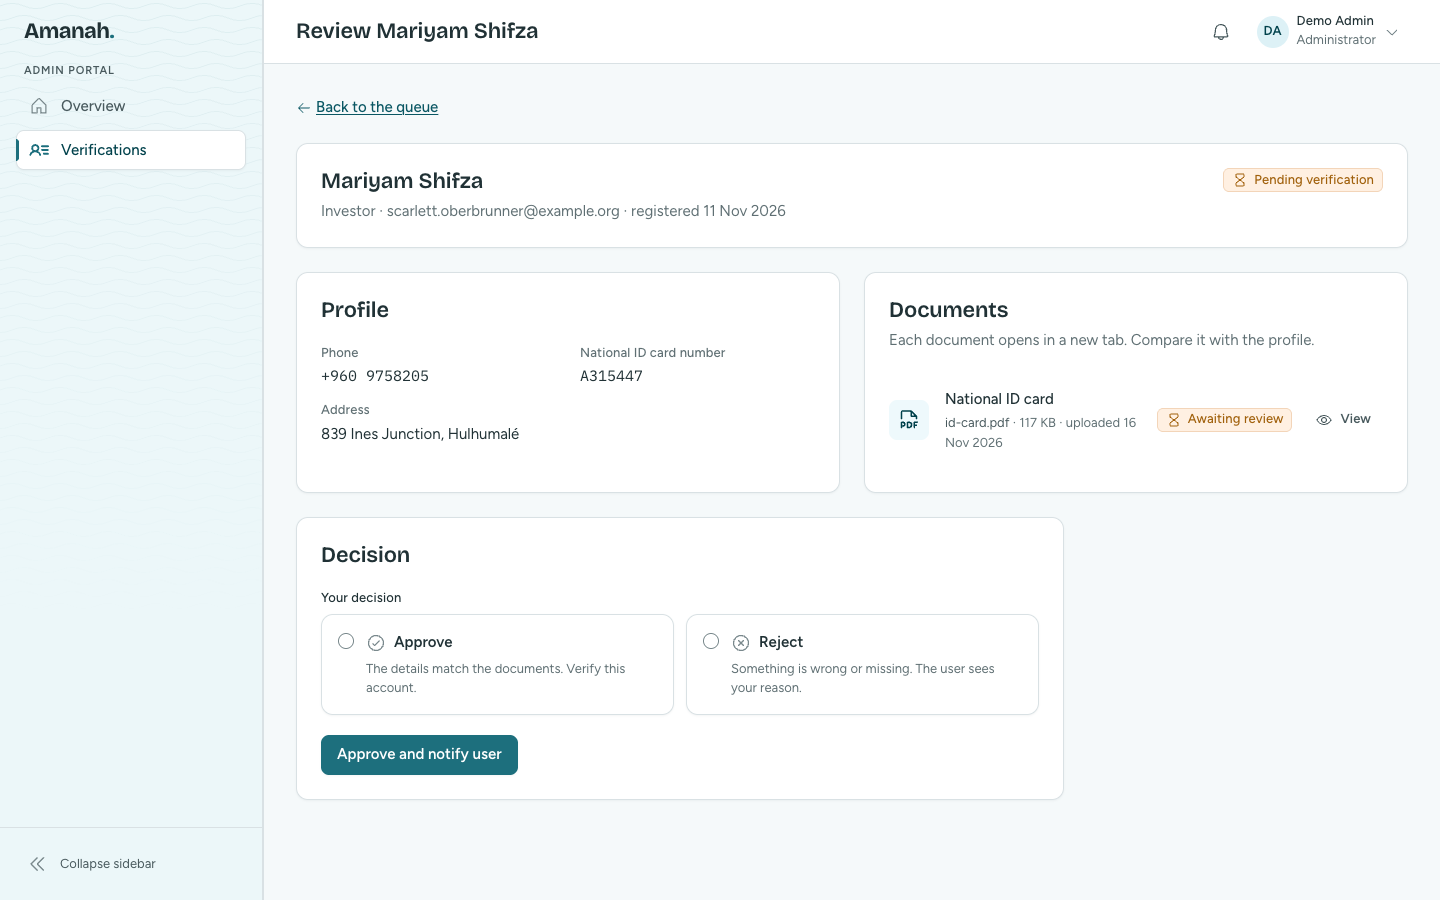 Amanah.
ADMIN PORTAL
Overview
Verifications
Collapse sidebar
Review Mariyam Shifza
DA
Demo Admin
Administrator
Back to the queue
Mariyam Shifza
Investor · scarlett.oberbrunner@example.org · registered 11 Nov 2026
Pending verification
Profile
Phone
+960 9758205
National ID card number
A315447
Address
839 Ines Junction, Hulhumalé
Documents
Each document opens in a new tab. Compare it with the profile.
PDF
National ID card
id-card.pdf · 117 KB · uploaded 16
Nov 2026
Awaiting review
View
Decision
Your decision
Approve
The details match the documents. Verify this
account.
Reject
Something is wrong or missing. The user sees
your reason.
Approve and notify user